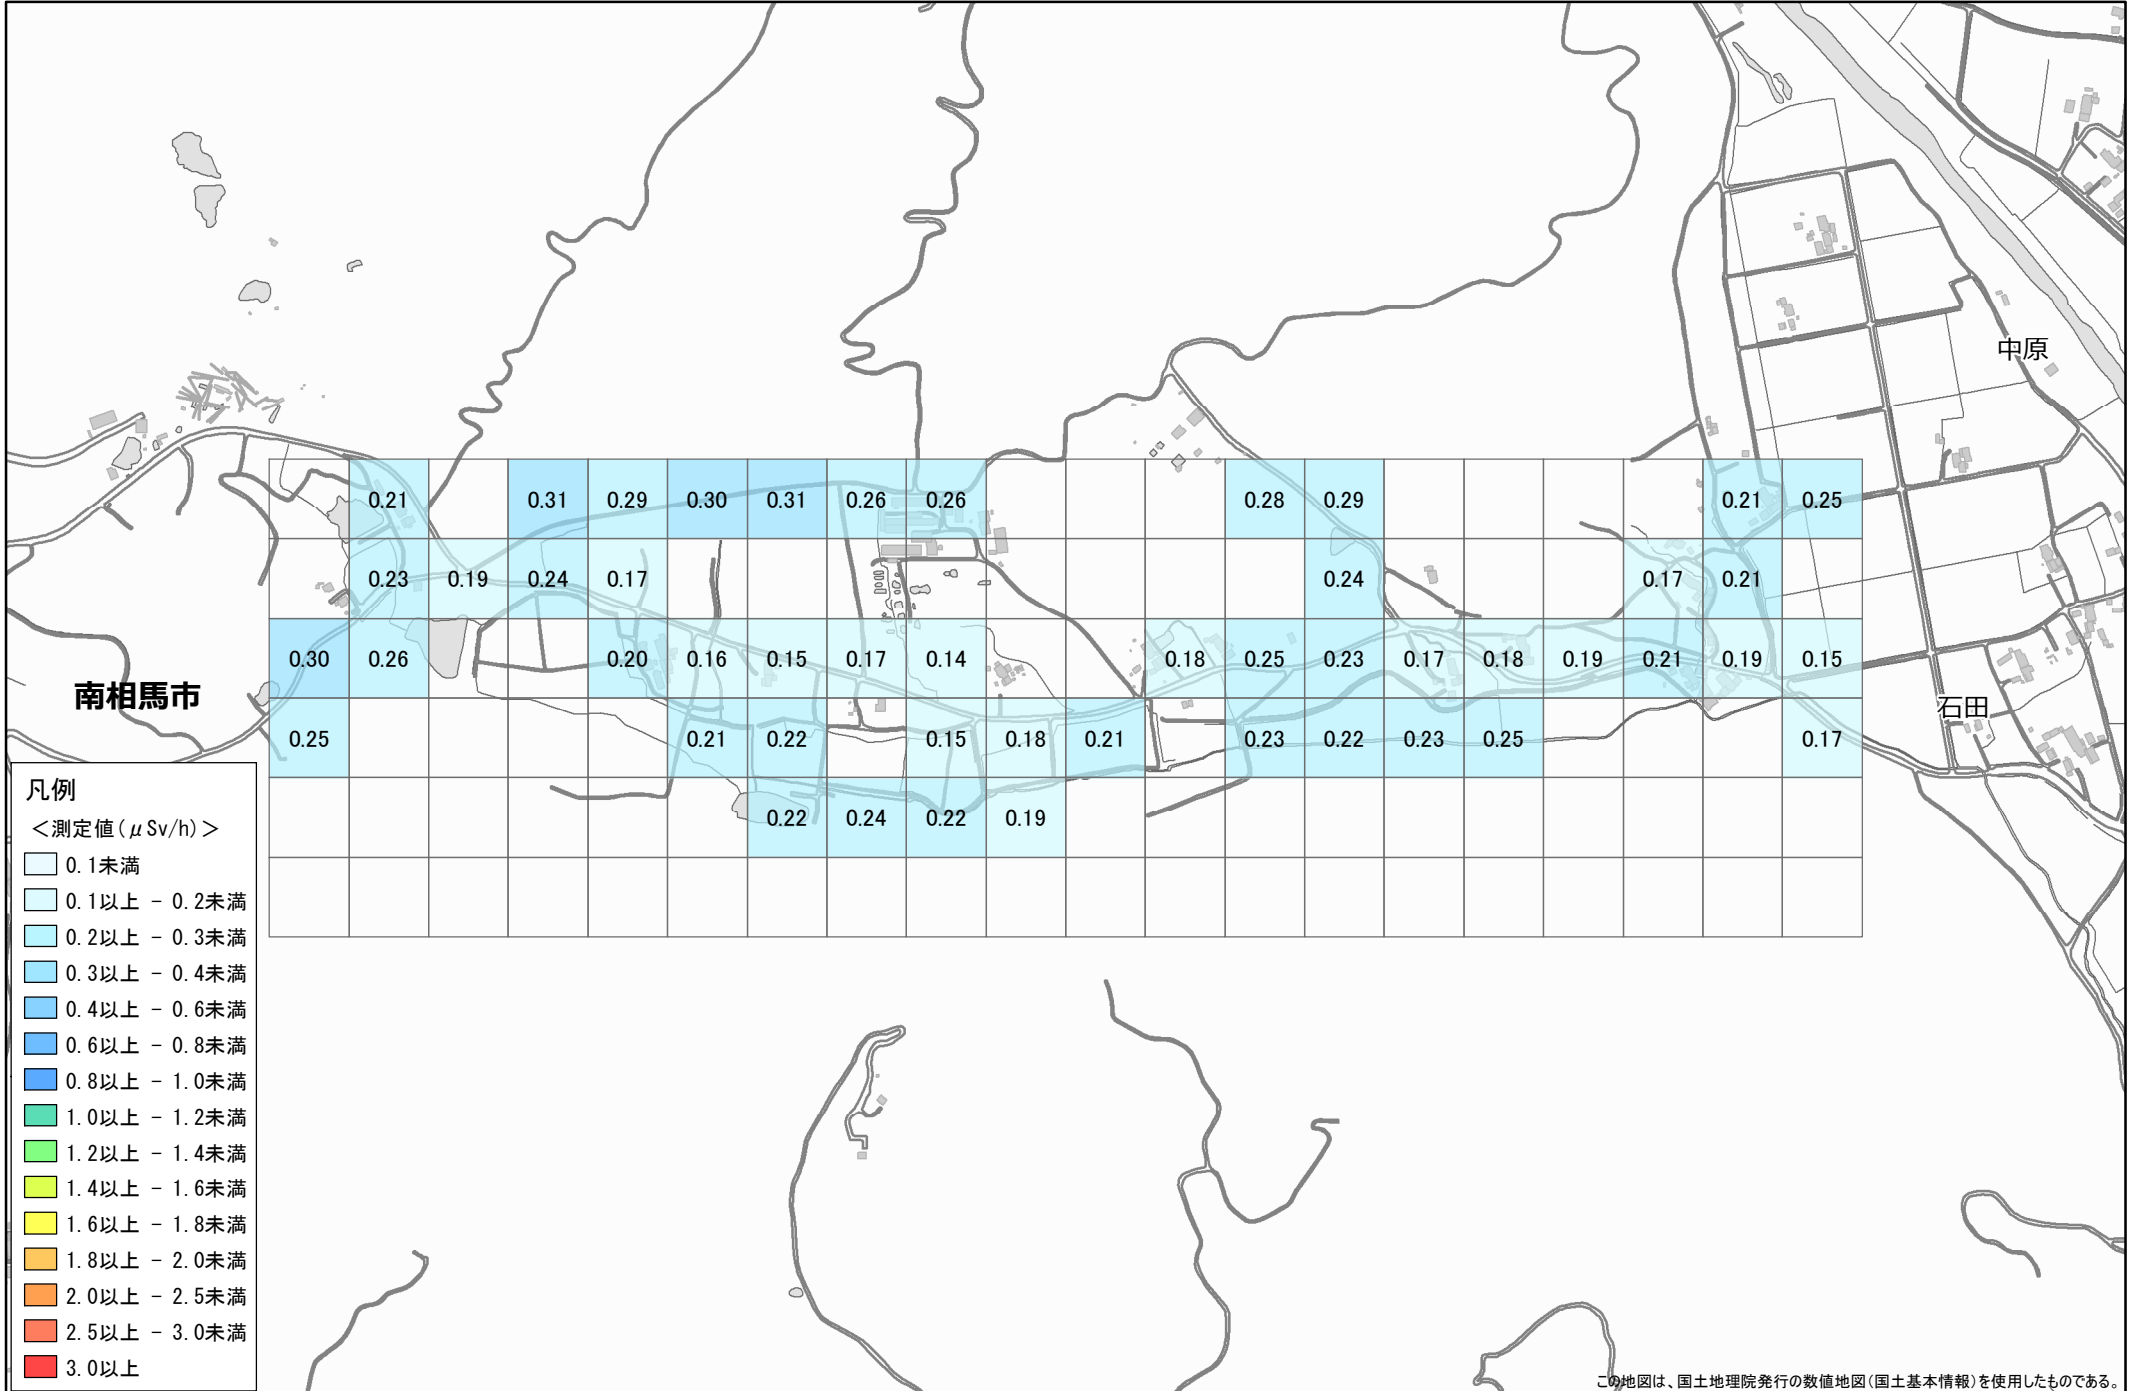 中原
0.21 0.31 0.29 0.30 0.31 0.26 0.26 0.28 0.29 0.21 0.25
0.23 0.19 0.24 0.17 0.24 0.17 0.21
0.30 0.26 0.20 0.16 0.15 0.17 0.14 0.18 0.25 0.23 0.17 0.18 0.19 0.21 0.19 0.15
南相馬市
石田
0.25 0.21 0.22 0.15 0.18 0.21 0.23 0.22 0.23 0.25 0.17
0.22 0.24 0.22 0.19
凡例
<測定値(μSv/h)>
0.1未満
0.1以上 - 0.2未満
0.2以上 - 0.3未満
0.3以上 - 0.4未満
0.4以上 - 0.6未満
0.6以上 - 0.8未満
0.8以上 - 1.0未満
1.0以上 - 1.2未満
1.2以上 - 1.4未満
1.4以上 - 1.6未満
1.6以上 - 1.8未満
1.8以上 - 2.0未満
2.0以上 - 2.5未満
2.5以上 - 3.0未満
3.0以上
この地図は、国土地理院発行の数値地図(国土基本情報)を使用したものである。